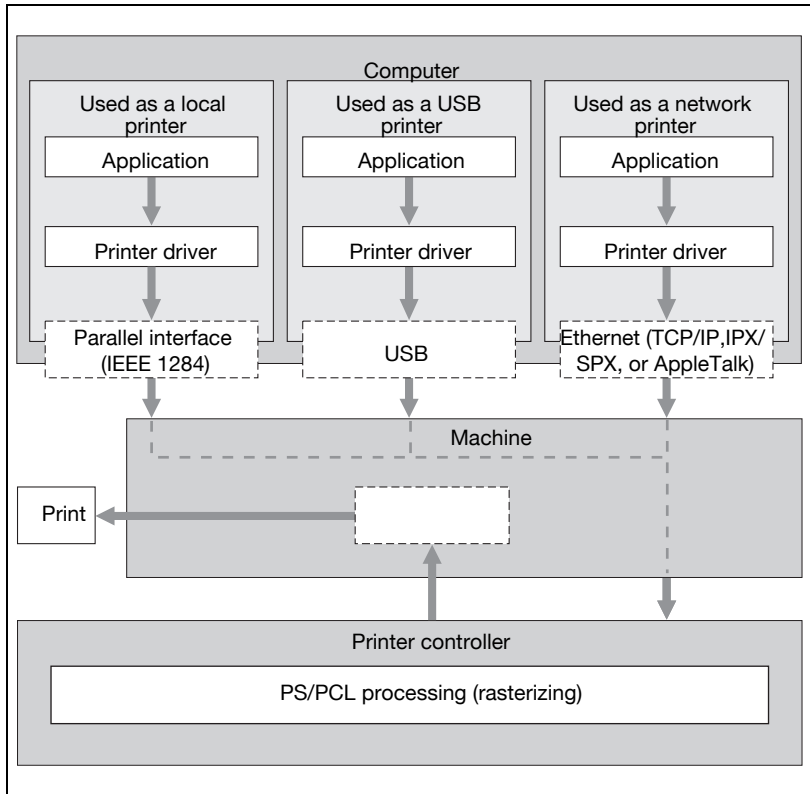 Computer
Used as a local
printer
Application
Printer driver
Parallel interface
(IEEE 1284)
Used as a USB
printer
Application
Printer driver
USB
Used as a network
printer
Application
Printer driver
Ethernet (TCP/IP,IPX/
SPX, or AppleTalk)
Machine
Print
Printer controller
PS/PCL processing (rasterizing)